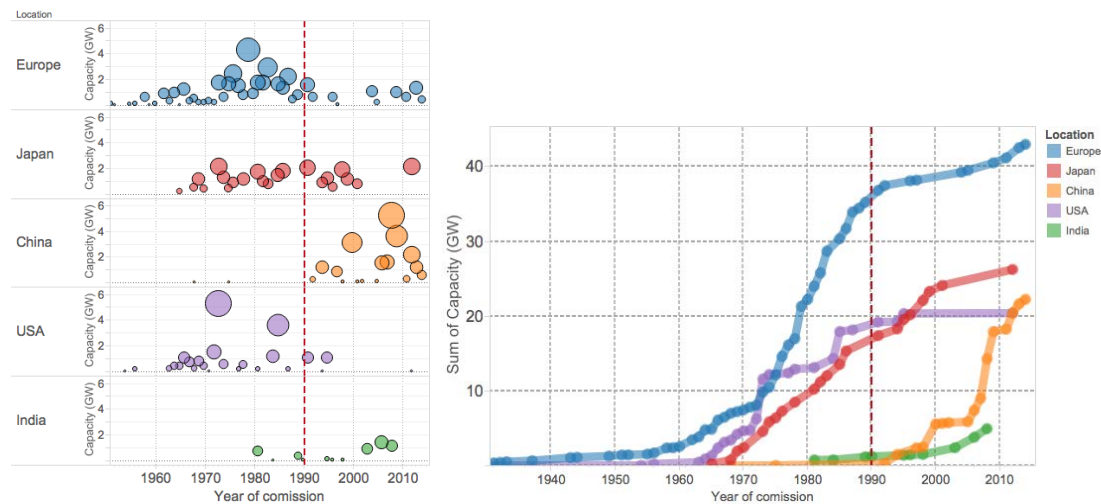 Location
Europe
Capacity (GW)
6
4
2
Japan
Capacity (GW)
6
4
2
China
Capacity (GW)
6
4
2
USA
Capacity (GW)
6
4
2
India
Capacity (GW)
6
4
2
1960 1970 1980 1990 2000 2010
Year of comission
Sum of Capacity (GW)
40
30
20
10
1940 1950 1960 1970 1980 1990 2000 2010
Year of comission
Location
Europe
Japan
China
USA
India